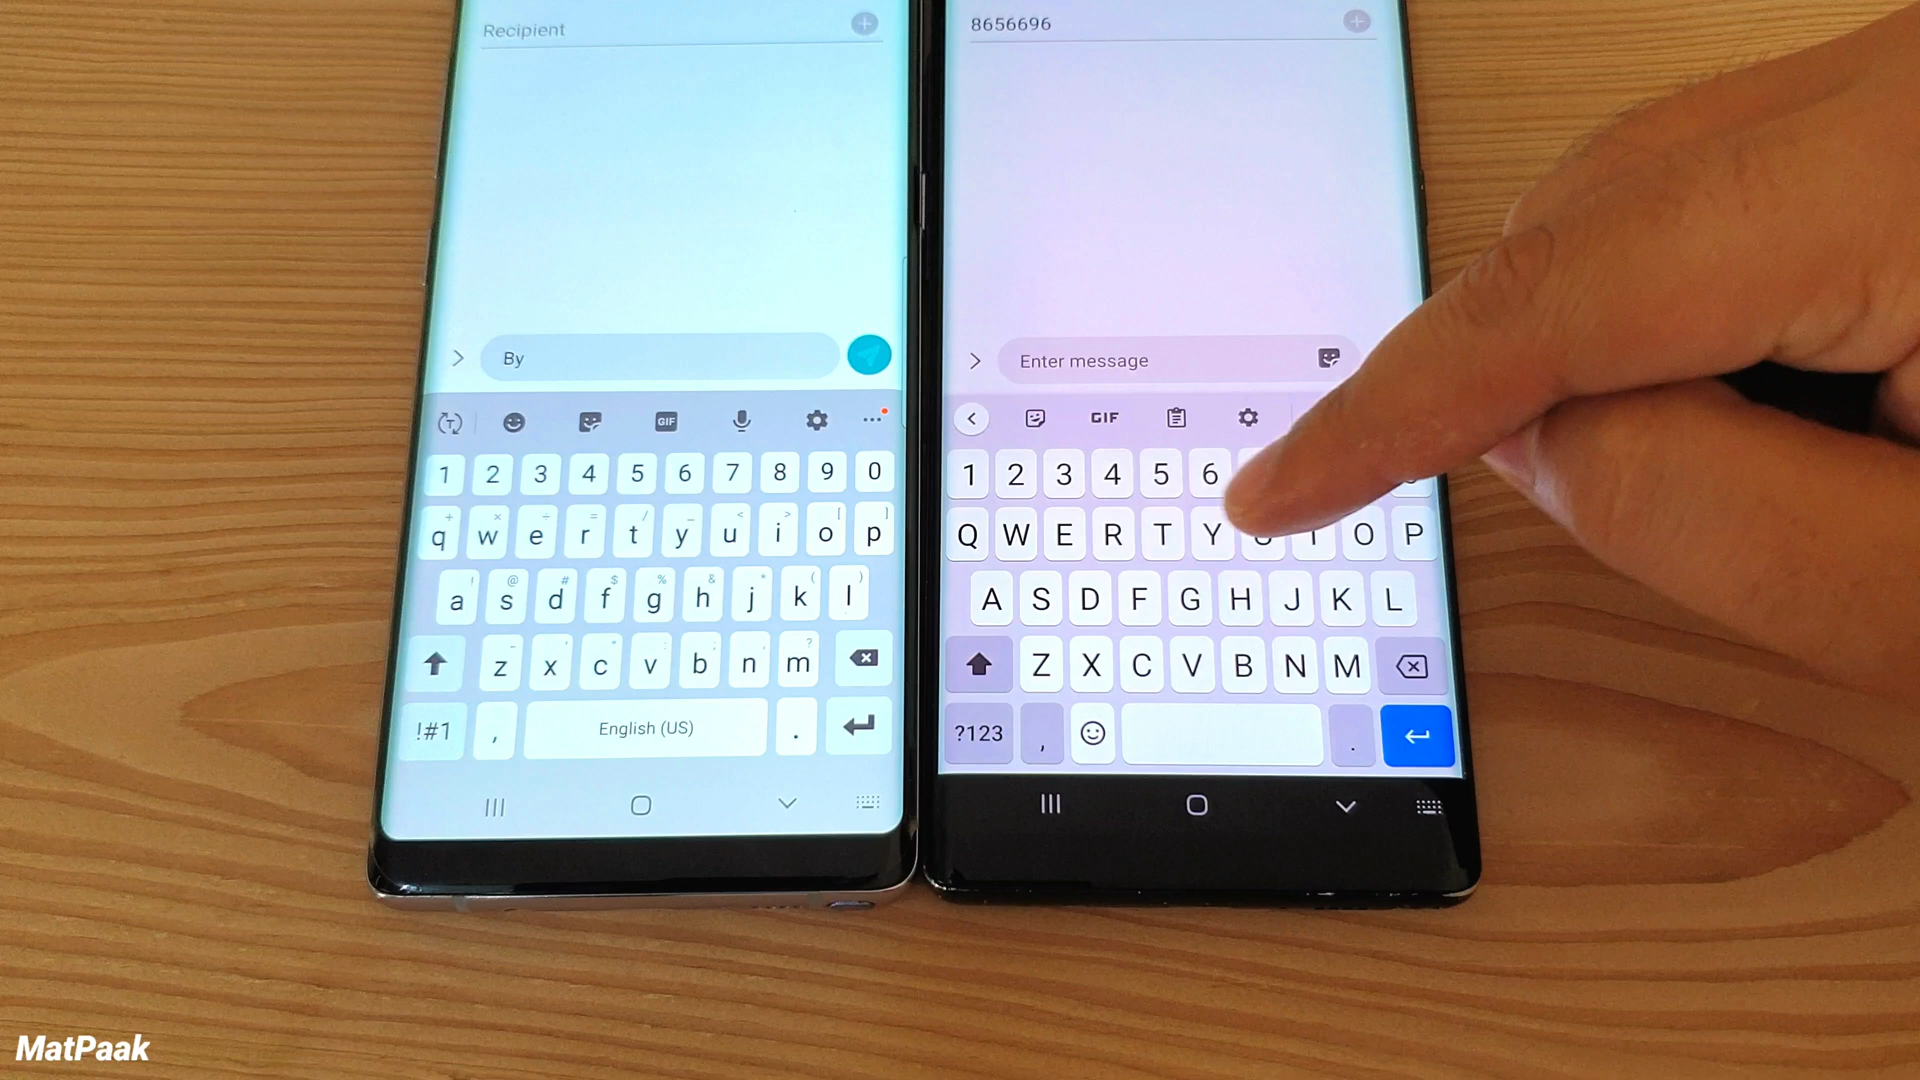 Recipient
By
GIF
1 2 3 4 5 6 7 8 9 0
q w e r t y u i o p
a s d f g h j k l
z x c v b n m
!#1 , English (US) .
8656696
Enter message
GIF
1 2 3 4 5 6
Q W E R T Y U I O P
A S D F G H J K L
Z X C V B N M
?123 , .
MatPaak